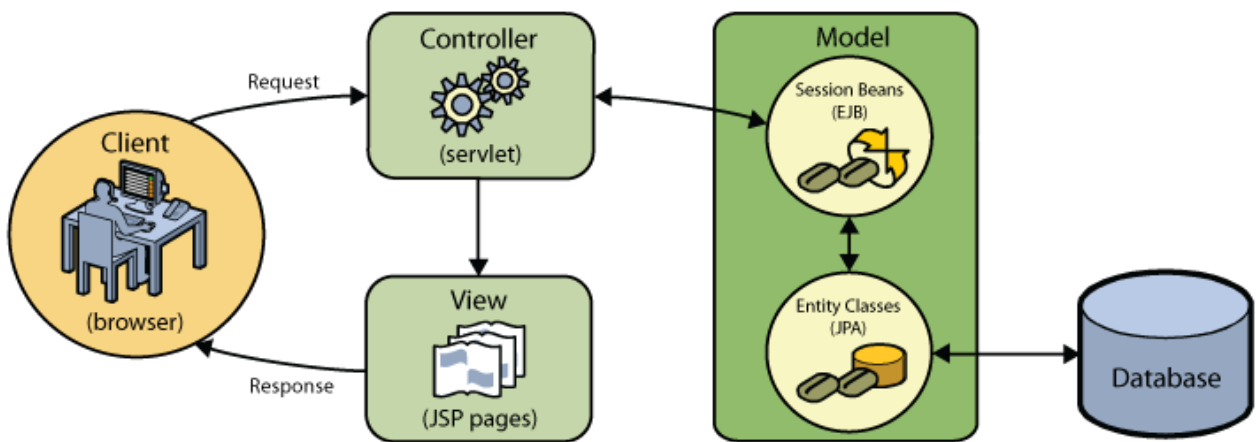 Controller
(servlet)
Request
Client
(browser)
Response
View
(JSP pages)
Model
Session Beans
(EJB)
Entity Classes
(JPA)
Database